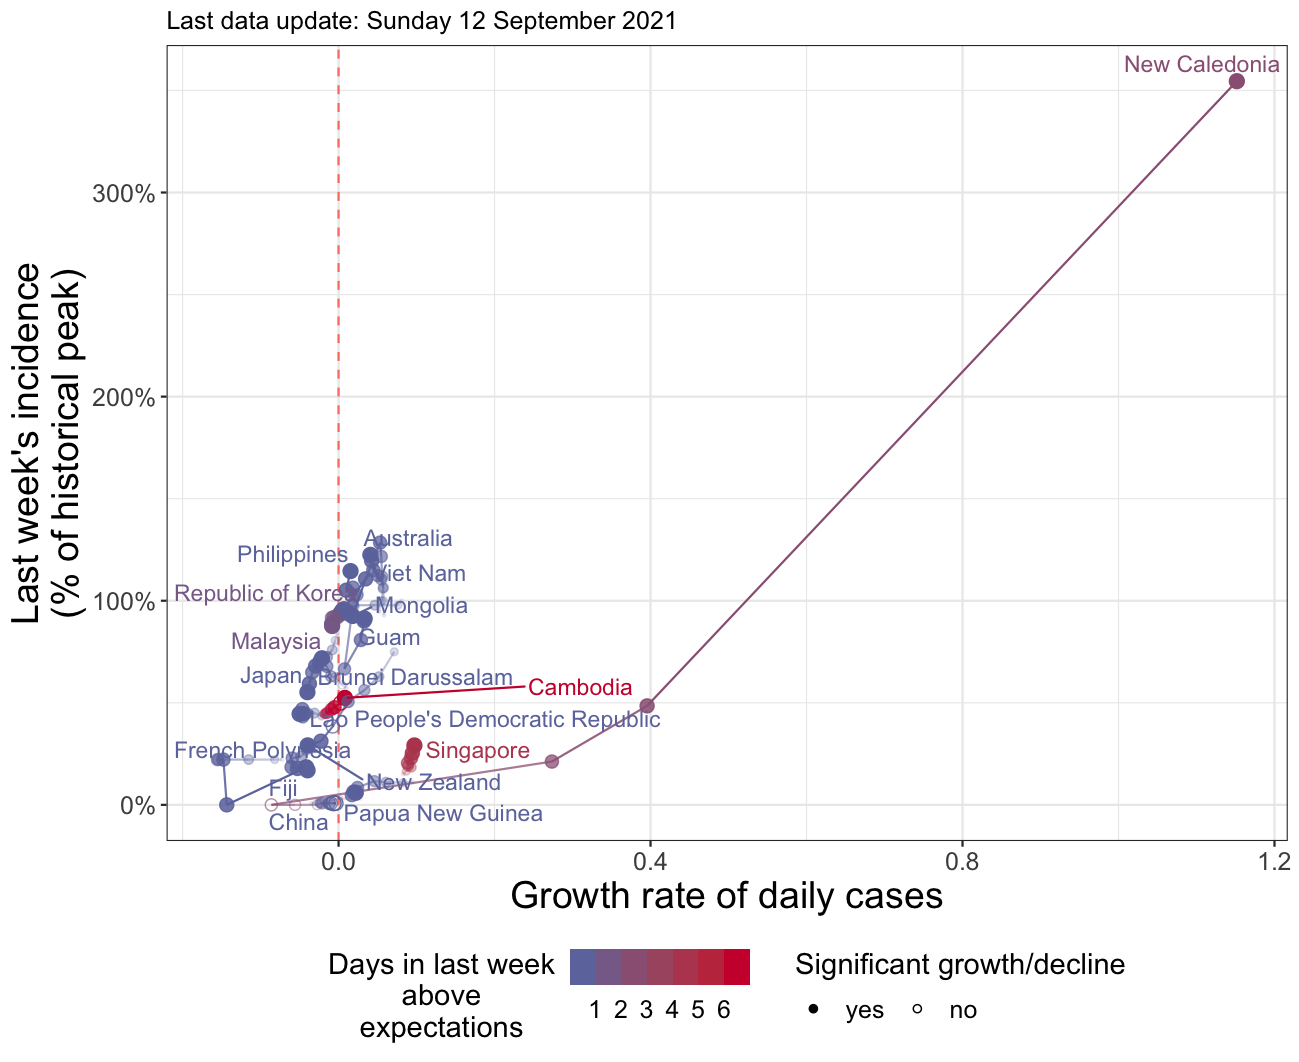 Last data update: Sunday 12 September 2021
New Caledonia
300%
200%
100%
0%
Last week's incidence
(% of historical peak)
Australia
Philippines
Viet Nam
Republic of Korea
Mongolia
Guam
Malaysia
Japan
Brunei Darussalam
Cambodia
Lao People's Democratic Republic
French Polynesia
Singapore
New Zealand
Fiji
Papua New Guinea
China
0.0 0.4 0.8 1.2
Growth rate of daily cases
Days in last week
above
expectations
1 2 3 4 5 6
Significant growth/decline
yes no